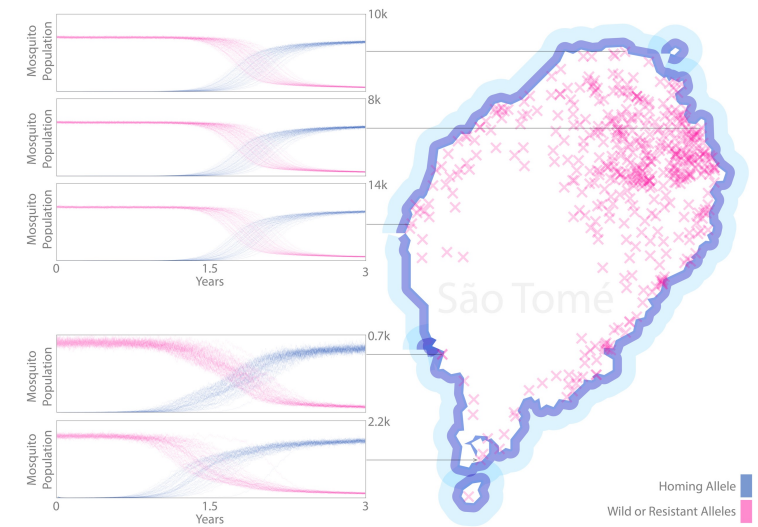 10k
Mosquito
Population
8k
Mosquito
Population
14k
Mosquito
Population
0
1.5
3
Years
São Tomé
0.7k
Mosquito
Population
2.2k
Mosquito
Population
0
1.5
3
Years
Homing Allele
Wild or Resistant Alleles